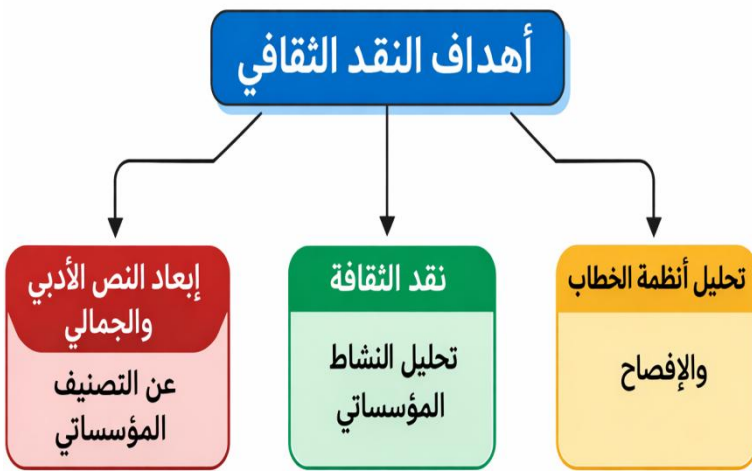 أهداف النقد الثقافي
تحليل أنظمة الخطاب
والإفصاح
نقد الثقافة
تحليل النشاط
المؤسساتي
إبعاد النص الأدبي
والجمالي
عن التصنيف
المؤسساتي